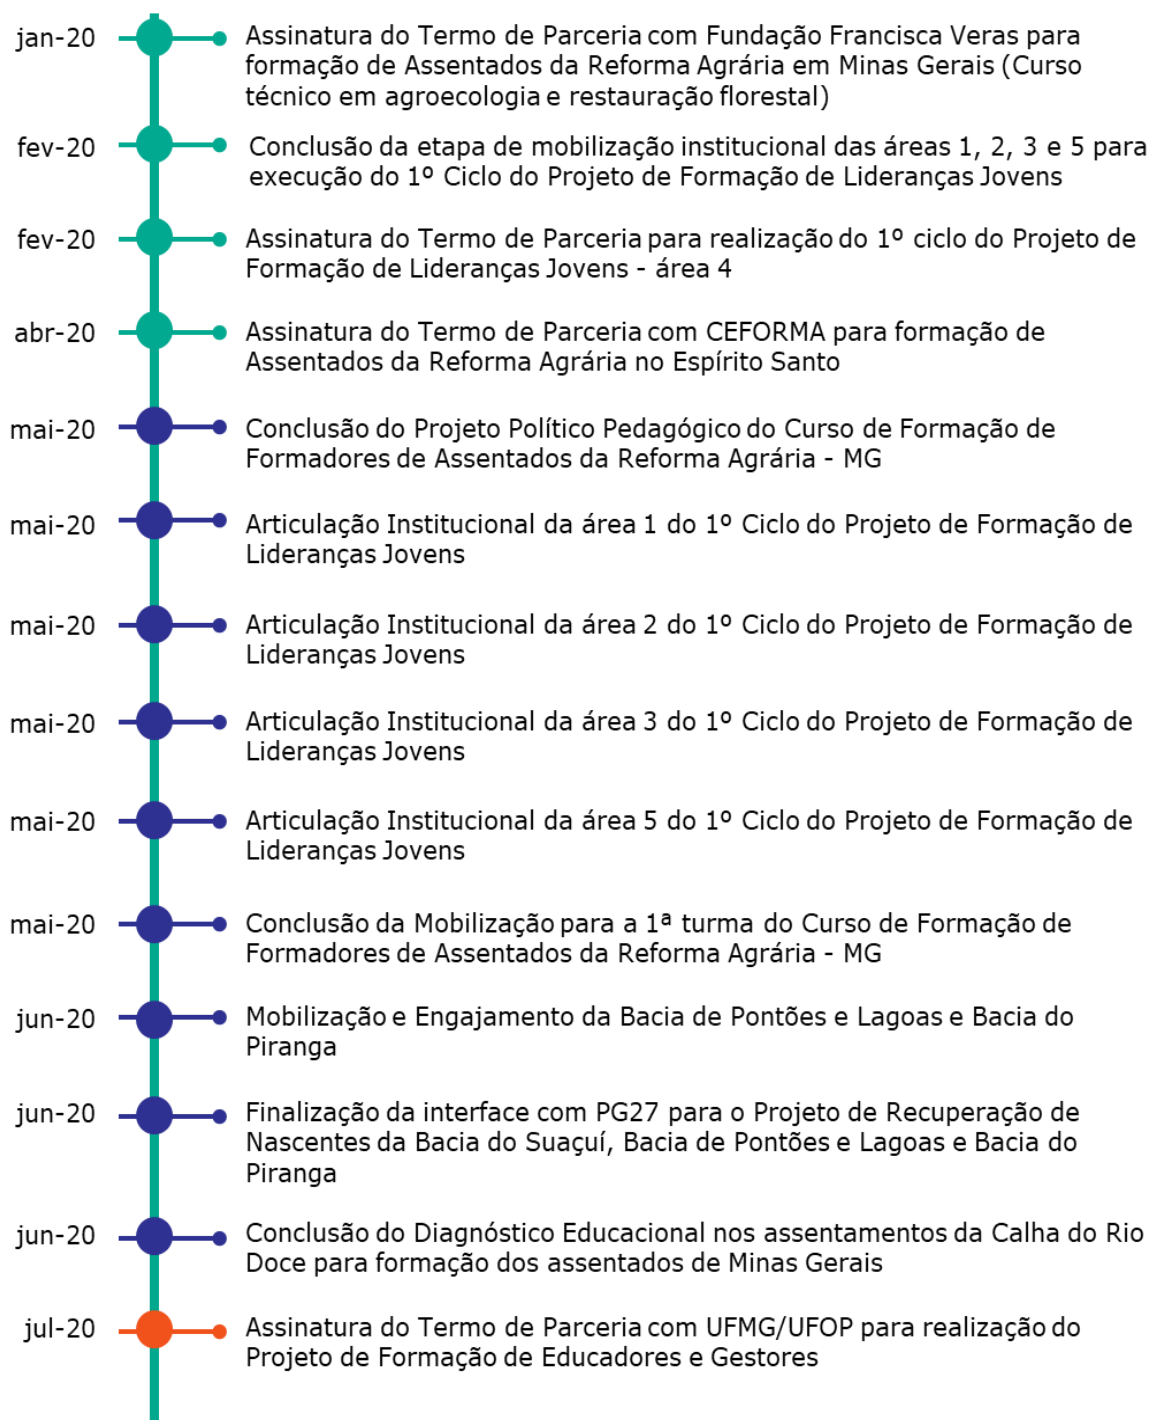 jan-20 Assinatura do Termo de Parceria com Fundação Francisca Veras para
formação de Assentados da Reforma Agrária em Minas Gerais (Curso
técnico em agroecologia e restauração florestal)
fev-20 Conclusão da etapa de mobilização institucional das áreas 1, 2, 3 e 5 para
execução do 1º Ciclo do Projeto de Formação de Lideranças Jovens
fev-20 Assinatura do Termo de Parceria para realização do 1º ciclo do Projeto de
Formação de Lideranças Jovens - área 4
abr-20 Assinatura do Termo de Parceria com CEFORMA para formação de
Assentados da Reforma Agrária no Espírito Santo
mai-20 Conclusão do Projeto Político Pedagógico do Curso de Formação de
Formadores de Assentados da Reforma Agrária - MG
mai-20 Articulação Institucional da área 1 do 1º Ciclo do Projeto de Formação de
Lideranças Jovens
mai-20 Articulação Institucional da área 2 do 1º Ciclo do Projeto de Formação de
Lideranças Jovens
mai-20 Articulação Institucional da área 3 do 1º Ciclo do Projeto de Formação de
Lideranças Jovens
mai-20 Articulação Institucional da área 5 do 1º Ciclo do Projeto de Formação de
Lideranças Jovens
mai-20 Conclusão da Mobilização para a 1ª turma do Curso de Formação de
Formadores de Assentados da Reforma Agrária - MG
jun-20 Mobilização e Engajamento da Bacia de Pontões e Lagoas e Bacia do
Piranga
jun-20 Finalização da interface com PG27 para o Projeto de Recuperação de
Nascentes da Bacia do Suaçuí, Bacia de Pontões e Lagoas e Bacia do
Piranga
jun-20 Conclusão do Diagnóstico Educacional nos assentamentos da Calha do Rio
Doce para formação dos assentados de Minas Gerais
jul-20 Assinatura do Termo de Parceria com UFMG/UFOP para realização do
Projeto de Formação de Educadores e Gestores